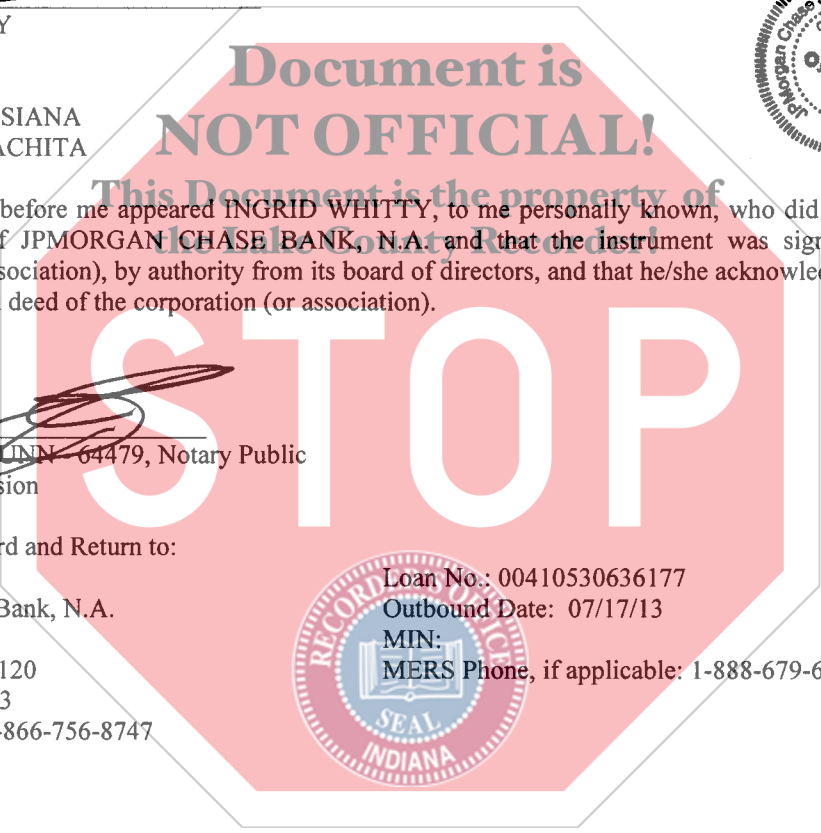 Y
Document is
NOT OFFICIAL!
This Document is the property of
the Lake County Recorder!
JPMorgan Chase
SIANA
ACHITA
before me appeared INGRID WHITTY, to me personally known, who did
f JPMORGAN CHASE BANK, N.A. and that the instrument was sign
sociation), by authority from its board of directors, and that he/she acknowled
deed of the corporation (or association).
STOP
UNN - 64479, Notary Public
sion
rd and Return to:
Bank, N.A.
120
3
-866-756-8747
Loan No.: 00410530636177
Outbound Date: 07/17/13
MIN:
MERS Phone, if applicable: 1-888-679-6
RECORDER'S OFFICE
SEAL
INDIANA